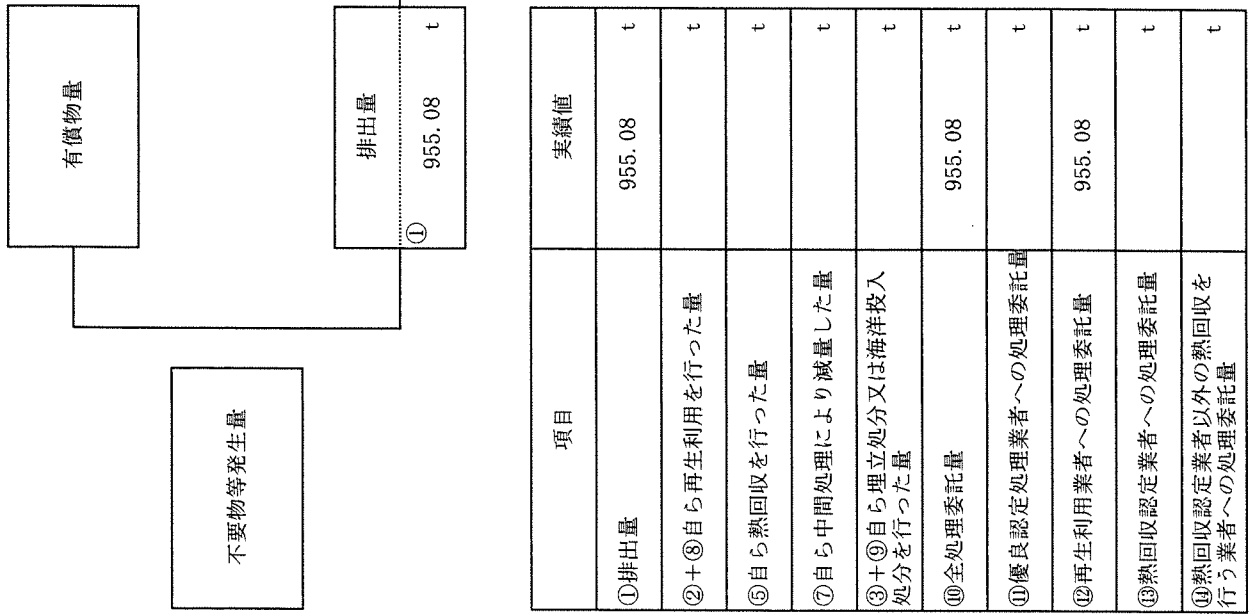 不要物等発生量
有償物量
排出量
① 955.08 t
項目 実績値
①排出量 955.08 t
②+⑧自ら再生利用を行った量 t
⑤自ら熱回収を行った量 t
⑦自ら中間処理により減量した量 t
③+⑨自ら埋立処分又は海洋投入
処分を行った量 t
⑩全処理委託量 955.08 t
⑪優良認定処理業者への処理委託量 t
⑫再生利用業者への処理委託量 955.08 t
⑬熱回収認定業者への処理委託量 t
⑭熱回収認定業者以外の熱回収を
行う業者への処理委託量 t